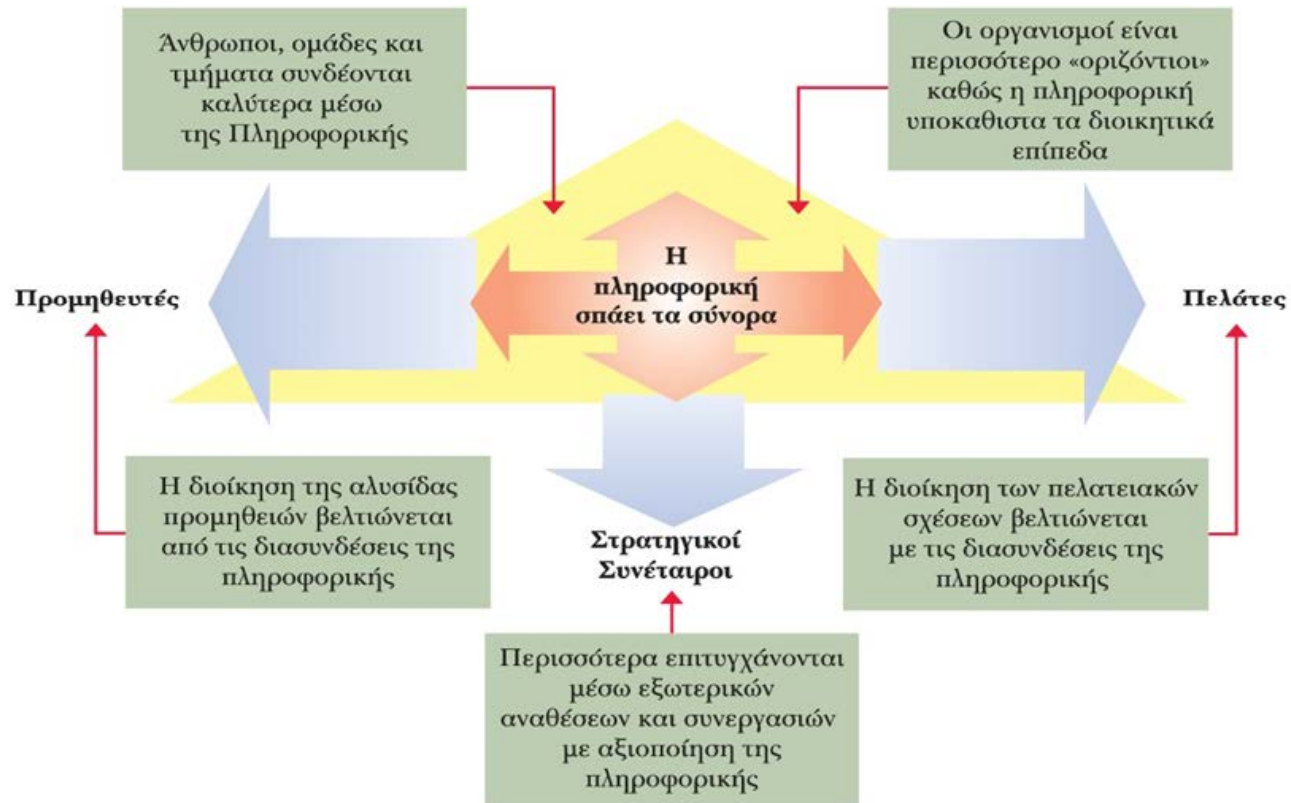 Άνθρωποι, ομάδες και
τμήματα συνδέονται
καλύτερα μέσω
της Πληροφορικής
Οι οργανισμοί είναι
περισσότερο «οριζόντιοι»
καθώς η πληροφορική
υποκαθιστα τα διοικητικά
επίπεδα
Η
πληροφορική
σπάει τα σύνορα
Προμηθευτές
Πελάτες
Η διοίκηση της αλυσίδας
προμηθειών βελτιώνεται
από τις διασυνδέσεις της
πληροφορικής
Στρατηγικοί
Συνέταιροι
Η διοίκηση των πελατειακών
σχέσεων βελτιώνεται
με τις διασυνδέσεις της
πληροφορικής
Περισσότερα επιτυγχάνονται
μέσω εξωτερικών
αναθέσεων και συνεργασιών
με αξιοποίηση της
πληροφορικής